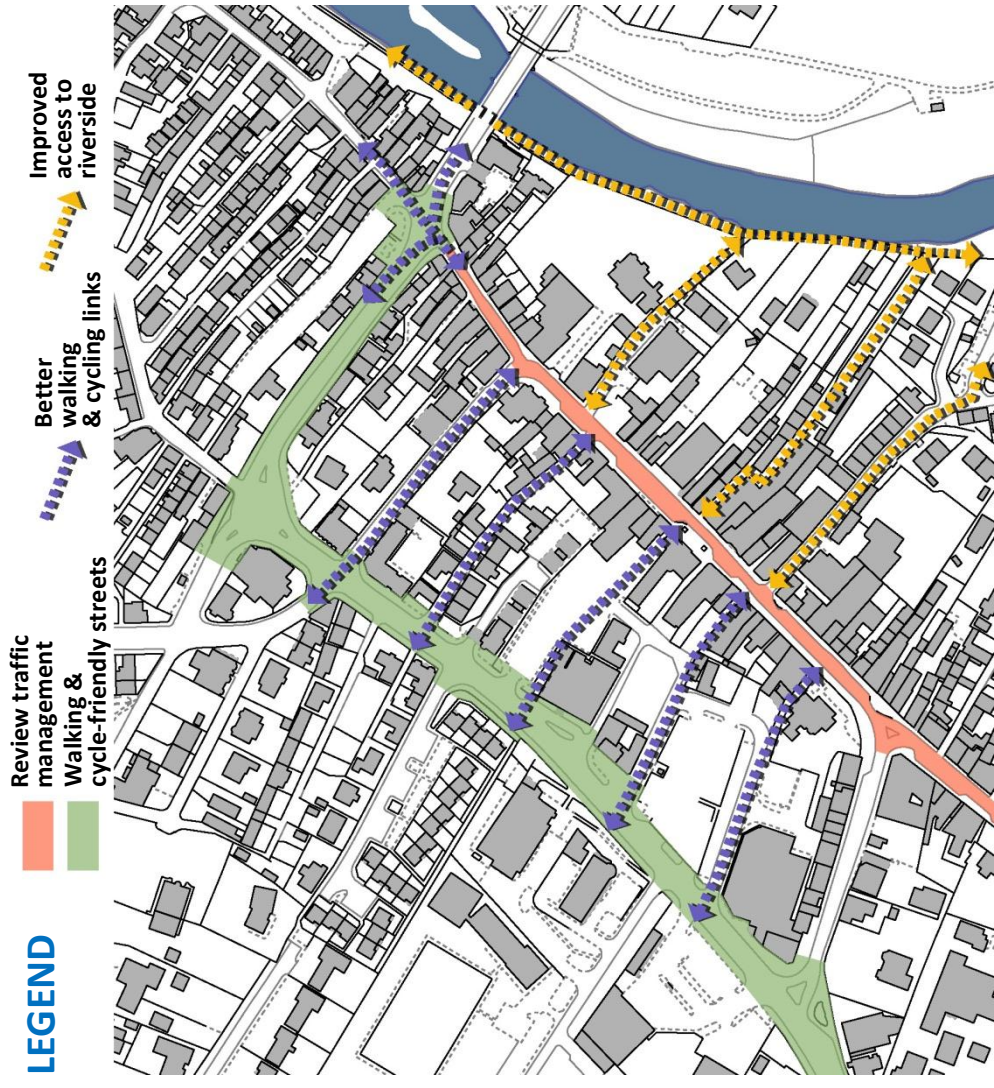 LEGEND
Review traffic
management
Walking &
cycle-friendly streets
Better
walking
& cycling links
Improved
access to
riverside